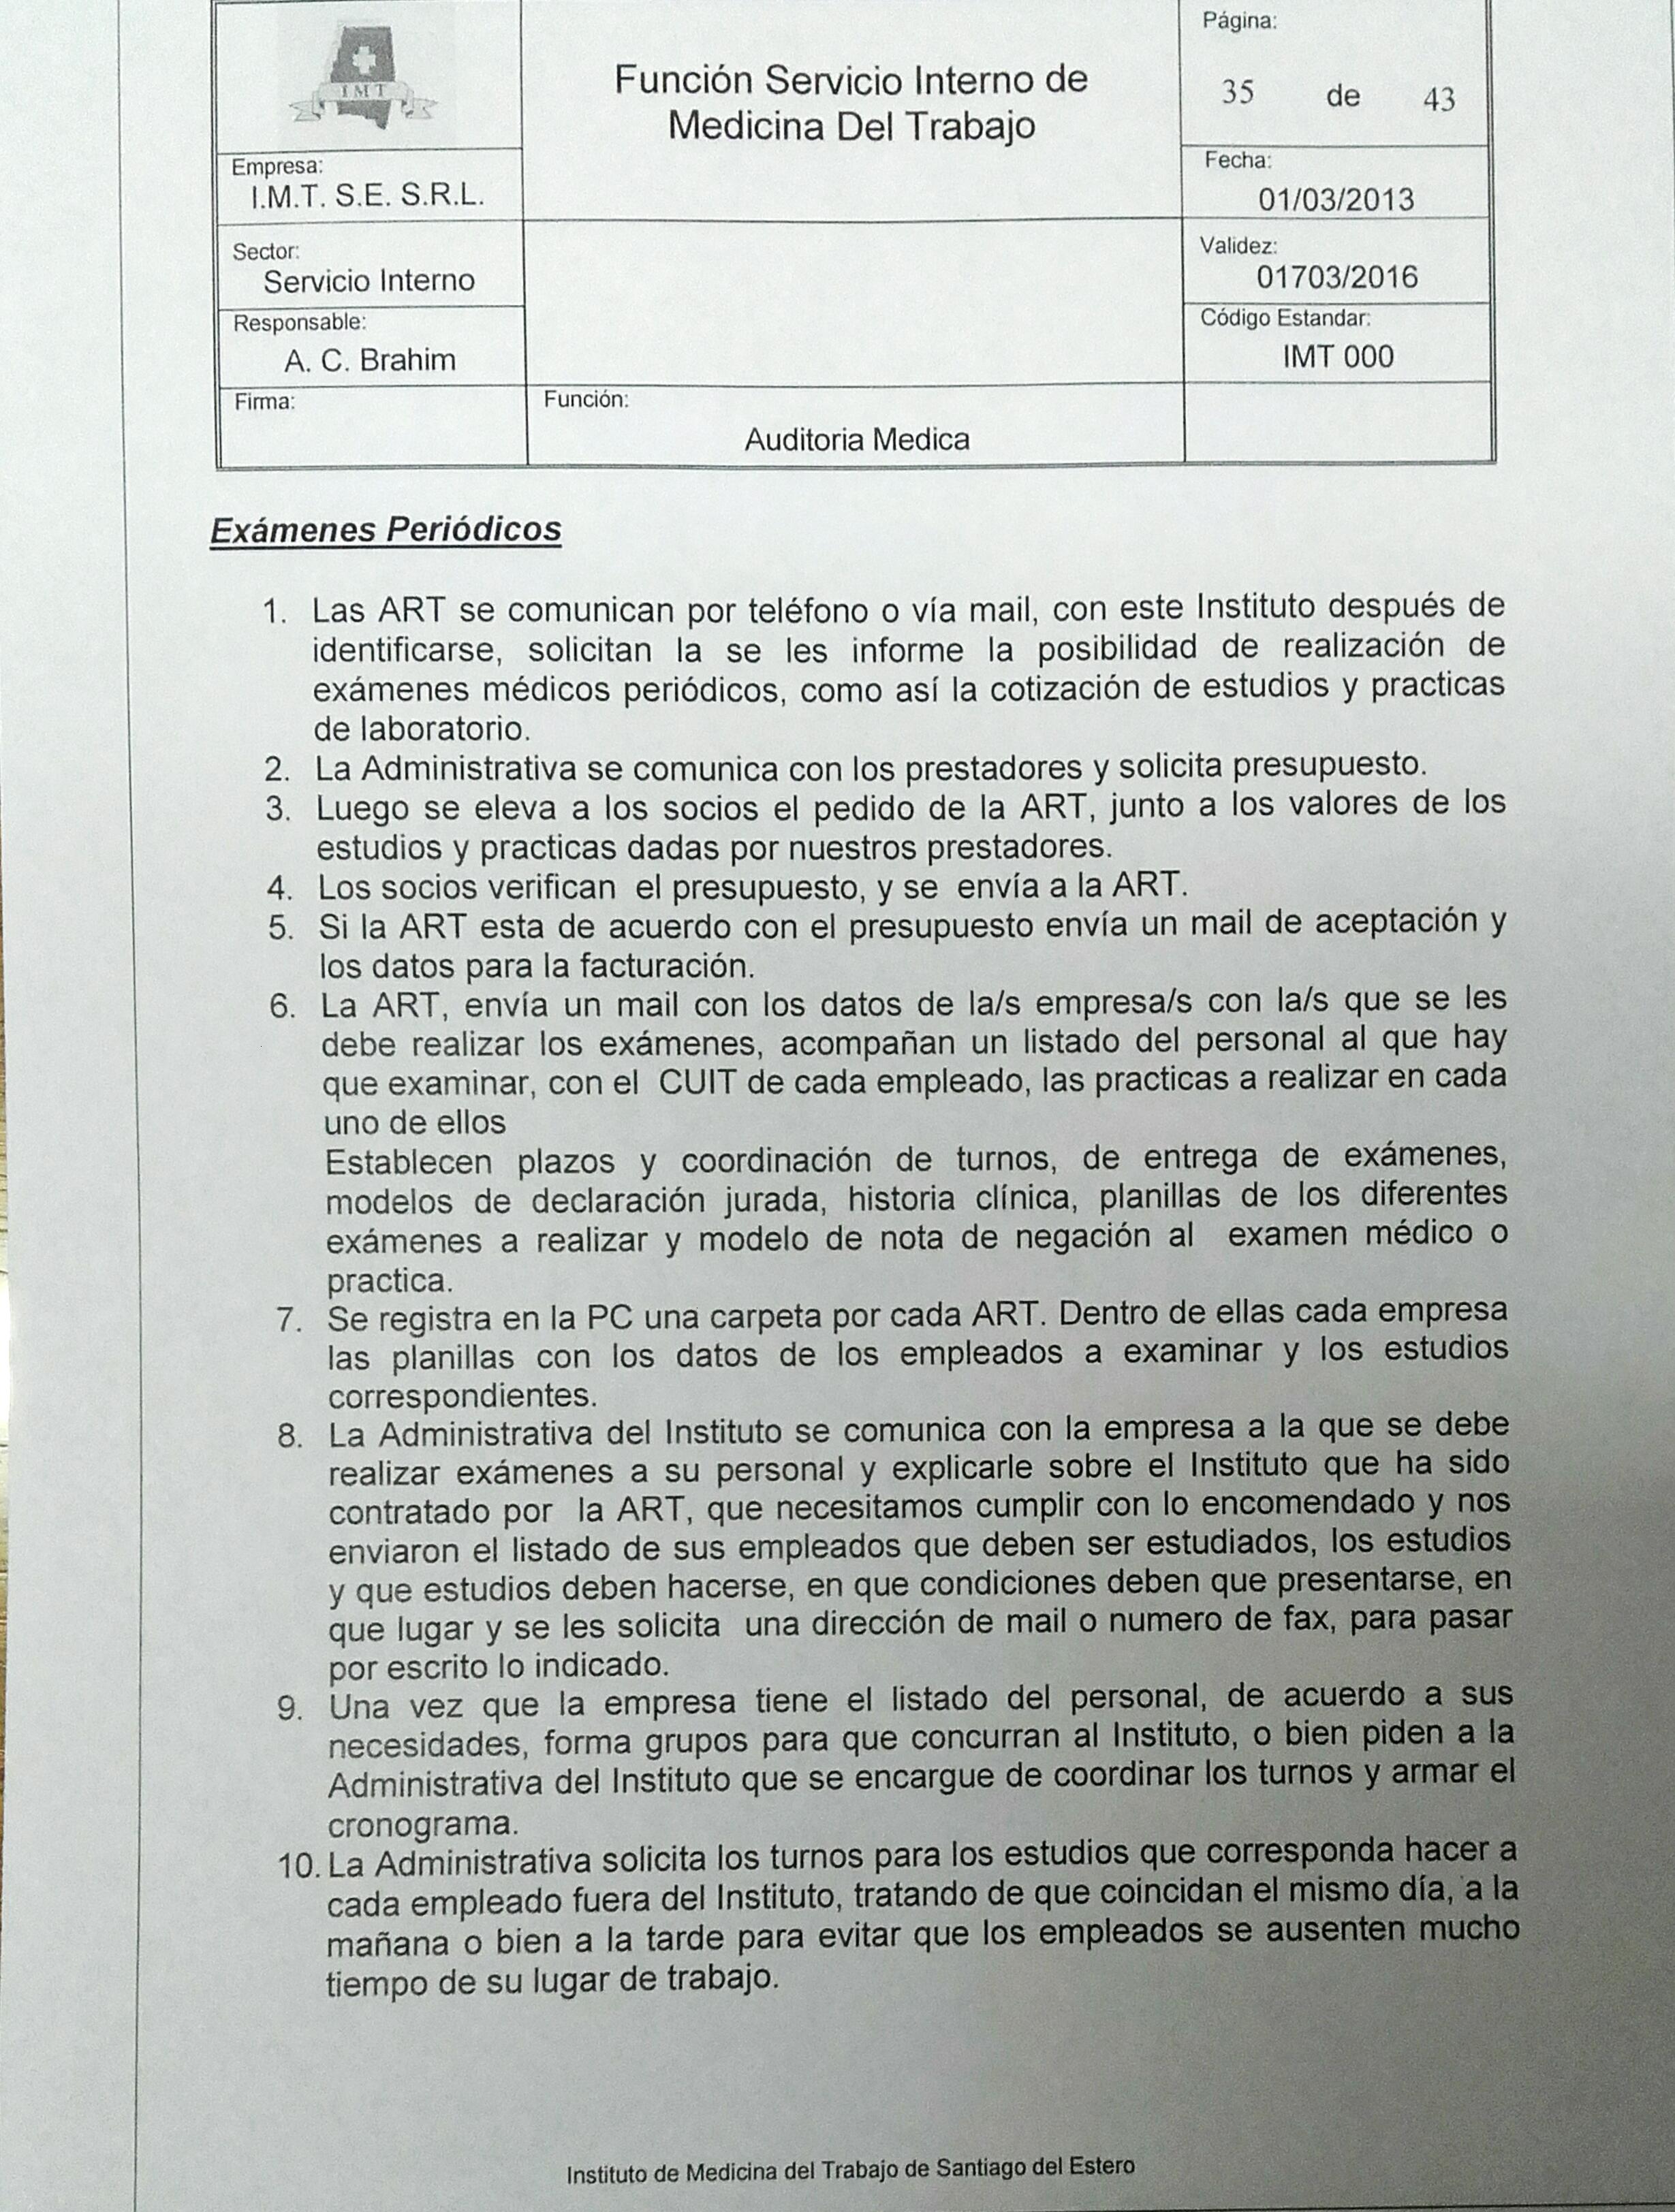 IMT
Función Servicio Interno de
Medicina Del Trabajo
Página:
35 de 43
Empresa:
I.M.T. S.E. S.R.L.
Fecha:
01/03/2013
Sector:
Servicio Interno
Validez:
01703/2016
Responsable:
A. C. Brahim
Código Estandar:
IMT 000
Firma:
Función:
Auditoria Medica
Exámenes Periódicos
1. Las ART se comunican por teléfono o vía mail, con este Instituto después de
identificarse, solicitan la se les informe la posibilidad de realización de
exámenes médicos periódicos, como así la cotización de estudios y practicas
de laboratorio.
2. La Administrativa se comunica con los prestadores y solicita presupuesto.
3. Luego se eleva a los socios el pedido de la ART, junto a los valores de los
estudios y practicas dadas por nuestros prestadores.
4. Los socios verifican el presupuesto, y se envía a la ART.
5. Si la ART esta de acuerdo con el presupuesto envía un mail de aceptación y
los datos para la facturación.
6. La ART, envía un mail con los datos de la/s empresa/s con la/s que se les
debe realizar los exámenes, acompañan un listado del personal al que hay
que examinar, con el CUIT de cada empleado, las practicas a realizar en cada
uno de ellos
Establecen plazos y coordinación de turnos, de entrega de exámenes,
modelos de declaración jurada, historia clínica, planillas de los diferentes
exámenes a realizar y modelo de nota de negación al examen médico o
practica.
7. Se registra en la PC una carpeta por cada ART. Dentro de ellas cada empresa
las planillas con los datos de los empleados a examinar y los estudios
correspondientes.
8. La Administrativa del Instituto se comunica con la empresa a la que se debe
realizar exámenes a su personal y explicarle sobre el Instituto que ha sido
contratado por la ART, que necesitamos cumplir con lo encomendado y nos
enviaron el listado de sus empleados que deben ser estudiados, los estudios
y que estudios deben hacerse, en que condiciones deben que presentarse, en
que lugar y se les solicita una dirección de mail o numero de fax, para pasar
por escrito lo indicado.
9. Una vez que la empresa tiene el listado del personal, de acuerdo a sus
necesidades, forma grupos para que concurran al Instituto, o bien piden a la
Administrativa del Instituto que se encargue de coordinar los turnos y armar el
cronograma.
10. La Administrativa solicita los turnos para los estudios que corresponda hacer a
cada empleado fuera del Instituto, tratando de que coincidan el mismo día, a la
mañana o bien a la tarde para evitar que los empleados se ausenten mucho
tiempo de su lugar de trabajo.
Instituto de Medicina del Trabajo de Santiago del Estero